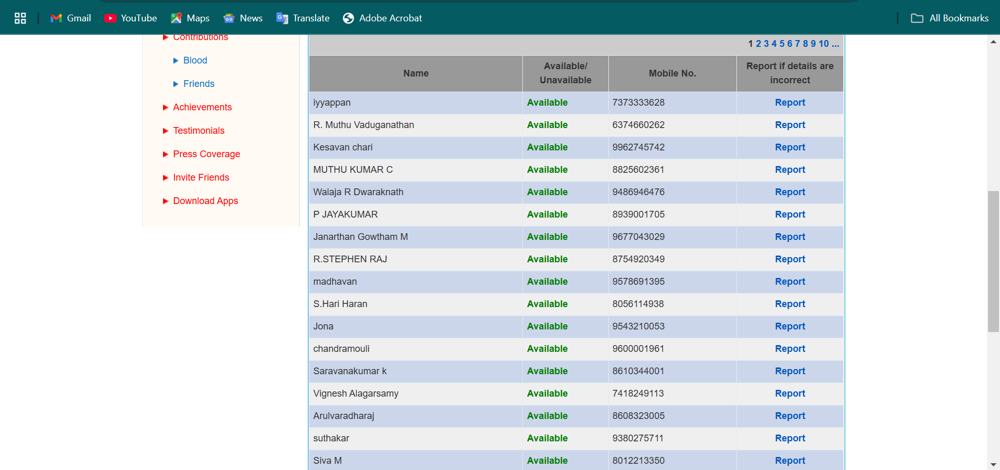 Gmail YouTube Maps News Translate Adobe Acrobat All Bookmarks
Contributions
Blood
Friends
Achievements
Testimonials
Press Coverage
Invite Friends
Download Apps
1 2 3 4 5 6 7 8 9 10 ...
Name Available/ Unavailable Mobile No. Report if details are incorrect
iyyappan Available 7373333628 Report
R. Muthu Vaduganathan Available 6374660262 Report
Kesavan chari Available 9962745742 Report
MUTHU KUMAR C Available 8825602361 Report
Walaja R Dwaraknath Available 9486946476 Report
P JAYAKUMAR Available 8939001705 Report
Janarthan Gowtham M Available 9677043029 Report
R.STEPHEN RAJ Available 8754920349 Report
madhavan Available 9578691395 Report
S.Hari Haran Available 8056114938 Report
Jona Available 9543210053 Report
chandramouli Available 9600001961 Report
Saravanakumar k Available 8610344001 Report
Vignesh Alagarsamy Available 7418249113 Report
Arulvaradharaj Available 8608323005 Report
suthakar Available 9380275711 Report
Siva M Available 8012213350 Report